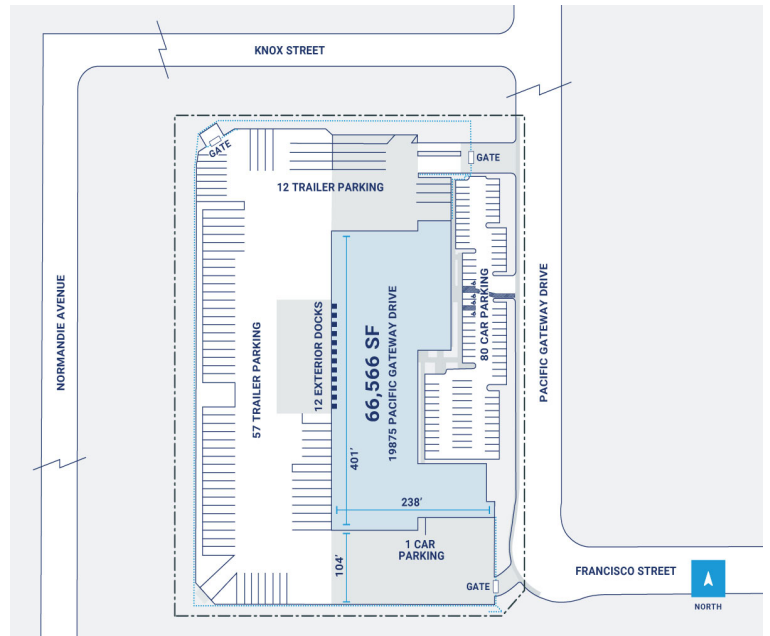 KNOX STREET
GATE
GATE
12 TRAILER PARKING
NORMANDIE AVENUE
57 TRAILER PARKING
12 EXTERIOR DOCKS
66,566 SF
19875 PACIFIC GATEWAY DRIVE
80 CAR PARKING
PACIFIC GATEWAY DRIVE
401’
238’
1 CAR
PARKING
104’
GATE
FRANCISCO STREET
NORTH